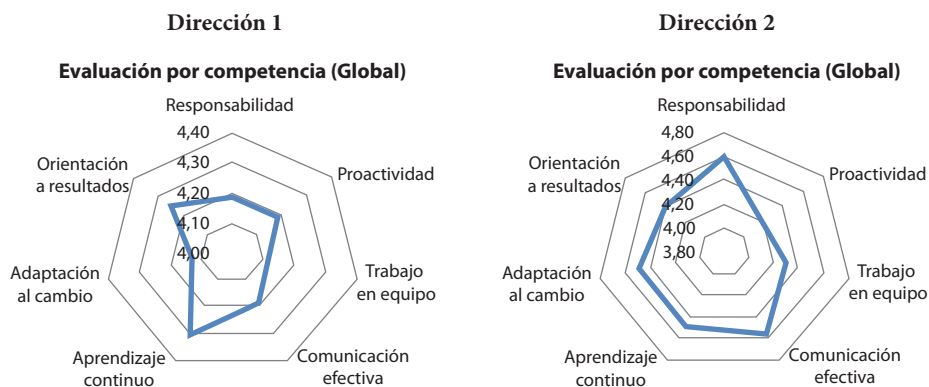 Dirección 1
Evaluación por competencia (Global)
Responsabilidad
4,40
4,30
4,20
4,10
4,00
Proactividad
Trabajo
en equipo
Comunicación
efectiva
Aprendizaje
continuo
Adaptación
al cambio
Orientación
a resultados
Dirección 2
Evaluación por competencia (Global)
Responsabilidad
4,80
4,60
4,40
4,20
4,00
3,80
Proactividad
Trabajo
en equipo
Comunicación
efectiva
Aprendizaje
continuo
Adaptación
al cambio
Orientación
a resultados